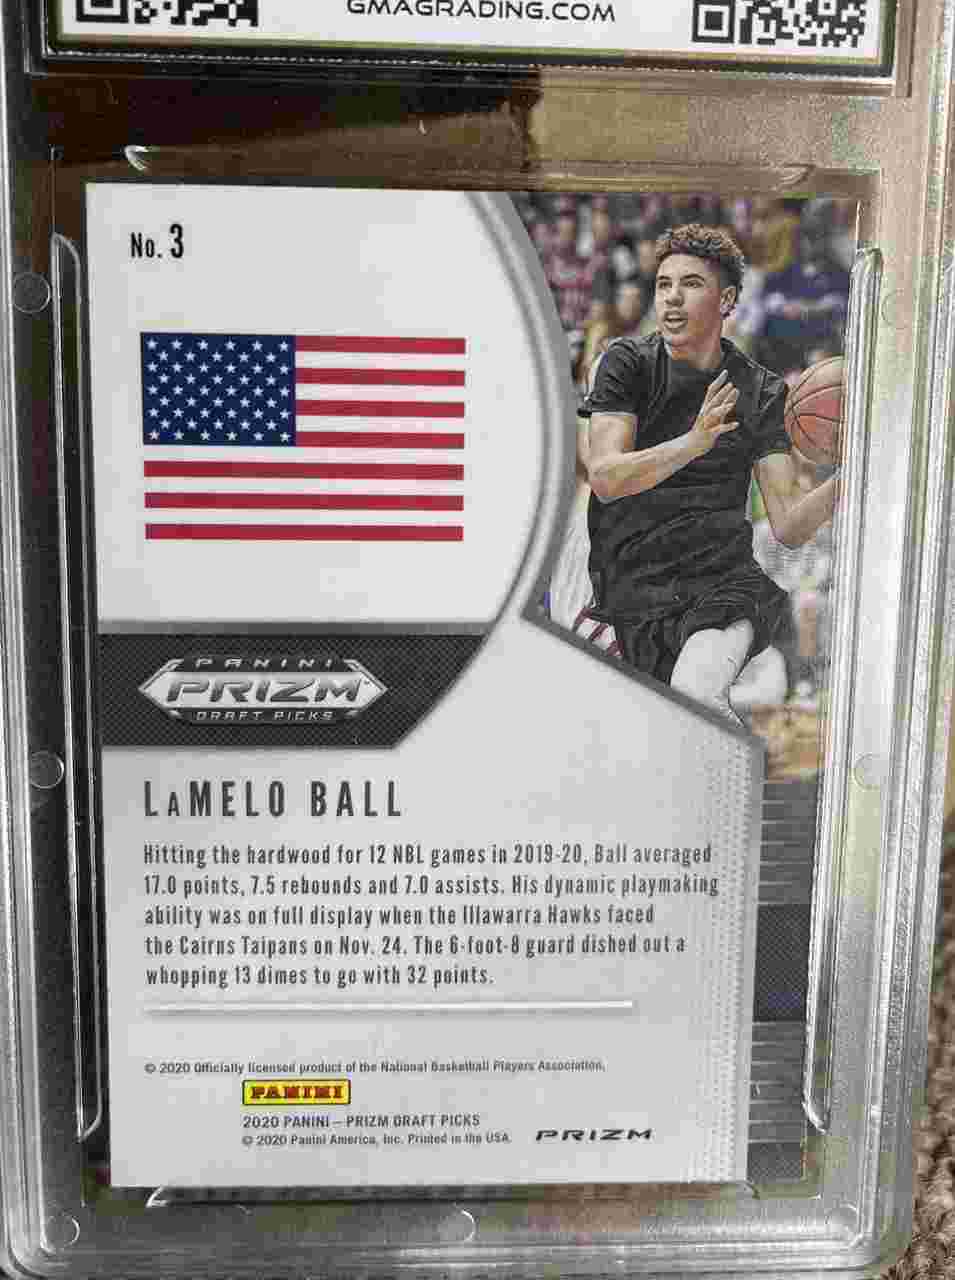 GMAGRADING.COM
No. 3
PANINI
PRIZM
DRAFT PICKS
LaMELO BALL
Hitting the hardwood for 12 NBL games in 2019-20, Ball averaged
17.0 points, 7.5 rebounds and 7.0 assists. His dynamic playmaking
ability was on full display when the Illawarra Hawks faced
the Cairns Taipans on Nov. 24. The 6-foot-8 guard dished out a
whopping 13 dimes to go with 32 points.
© 2020 Officially licensed product of the National Basketball Players Association.
PANINI
2020 PANINI – PRIZM DRAFT PICKS
© 2020 Panini America, Inc. Printed in the USA.
PRIZM